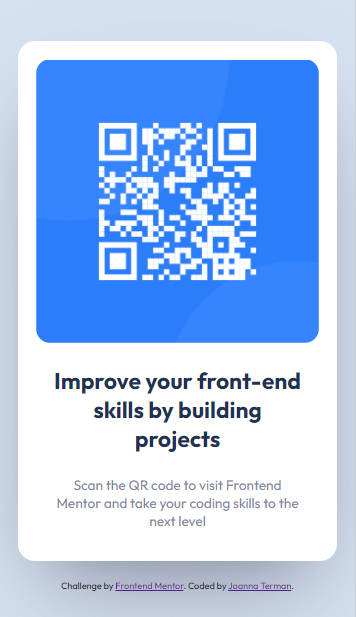 Improve your front-end
skills by building
projects
Scan the QR code to visit Frontend
Mentor and take your coding skills to the
next level
Challenge by Frontend Mentor. Coded by Joanna Terman.